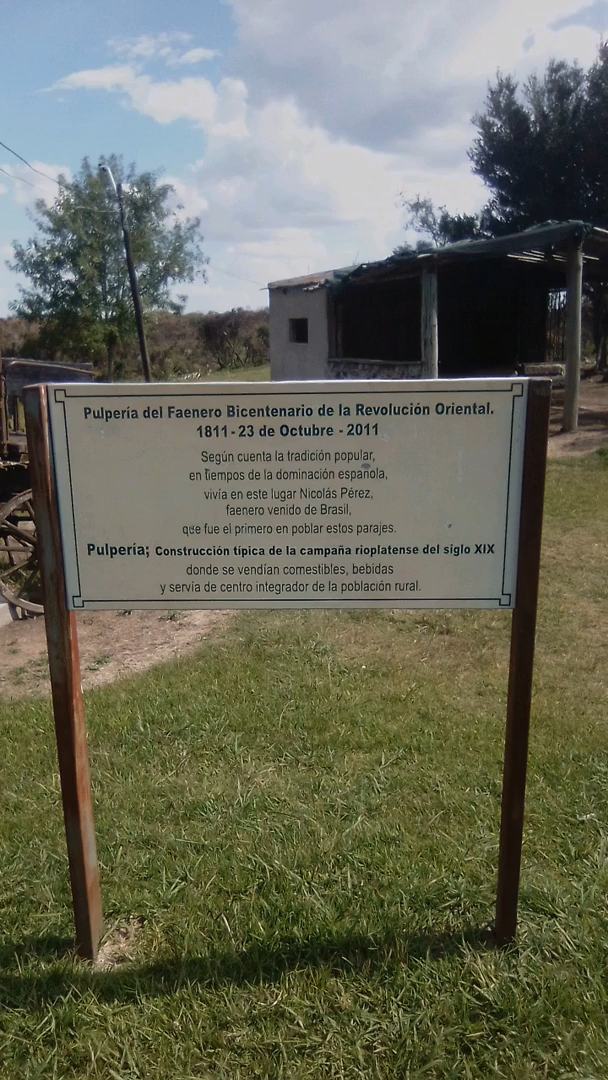 Pulpería del Faenero Bicentenario de la Revolución Oriental.
1811 - 23 de Octubre - 2011
Según cuenta la tradición popular,
en tiempos de la dominación española,
vivía en este lugar Nicolás Pérez,
faenero venido de Brasil,
que fue el primero en poblar estos parajes.
Pulpería; Construcción típica de la campaña rioplatense del siglo XIX
donde se vendían comestibles, bebidas
y servía de centro integrador de la población rural.